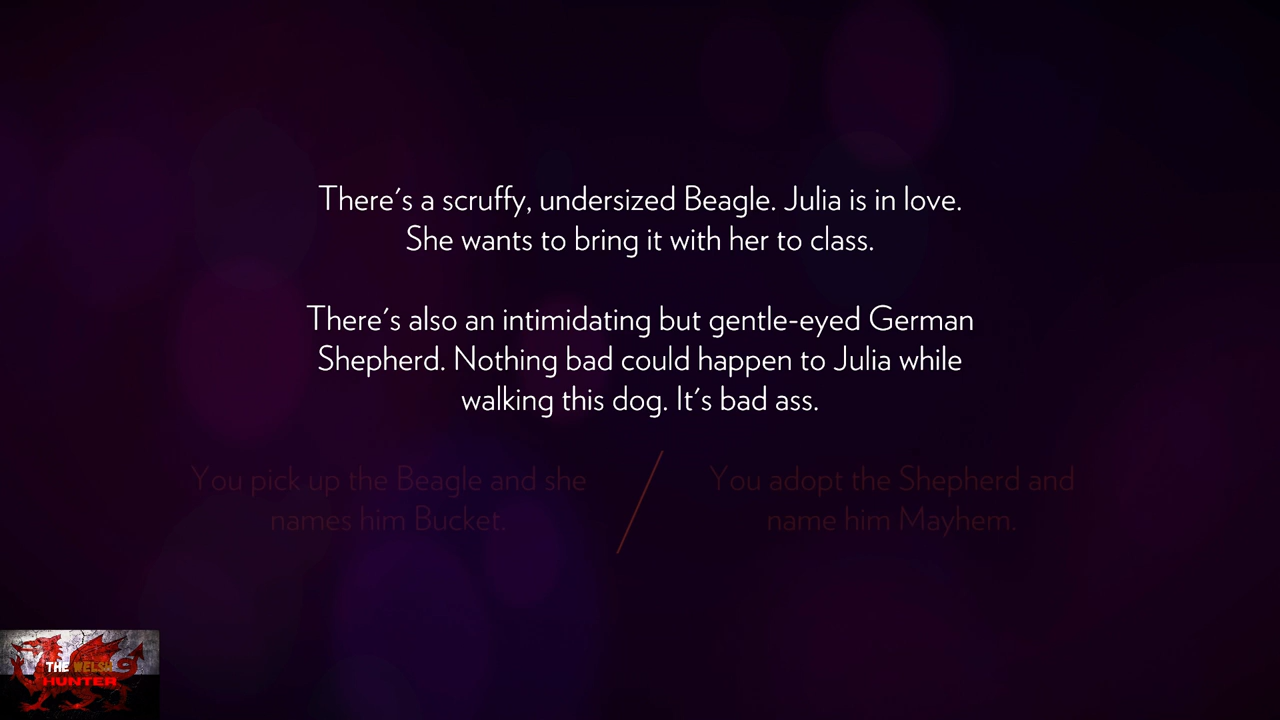 There's a scruffy, undersized Beagle. Julia is in love.
She wants to bring it with her to class.
There's also an intimidating but gentle-eyed German
Shepherd. Nothing bad could happen to Julia while
walking this dog. It's bad ass.
You pick up the Beagle and she
names him Bucket.
You adopt the Shepherd and
name him Mayhem.
THE WELSH
HUNTER